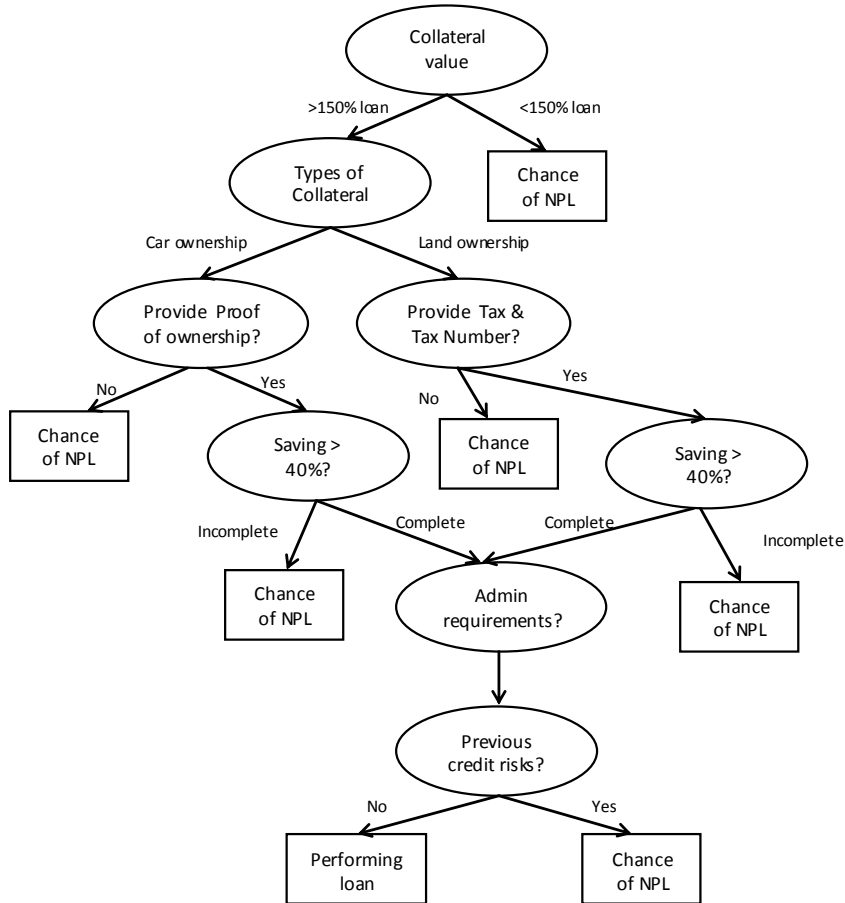 Collateral
value
>150% loan
<150% loan
Types of
Collateral
Chance
of NPL
Car ownership
Land ownership
Provide Proof
of ownership?
Provide Tax &
Tax Number?
No
Yes
No
Yes
Chance
of NPL
Saving >
40%?
Chance
of NPL
Saving >
40%?
Incomplete
Complete
Complete
Incomplete
Chance
of NPL
Admin
requirements?
Chance
of NPL
Previous
credit risks?
No
Yes
Performing
loan
Chance
of NPL